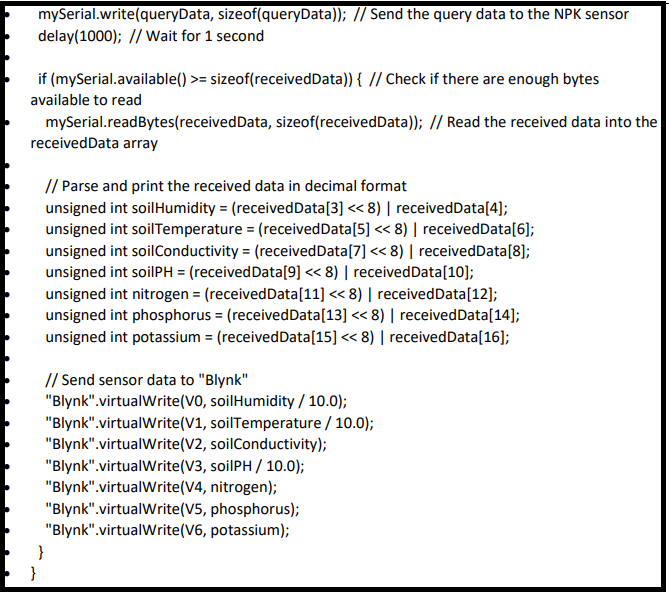 • mySerial.write(queryData, sizeof(queryData)); // Send the query data to the NPK sensor
• delay(1000); // Wait for 1 second
•
• if (mySerial.available() >= sizeof(receivedData)) { // Check if there are enough bytes
available to read
• mySerial.readBytes(receivedData, sizeof(receivedData)); // Read the received data into the
receivedData array
•
• // Parse and print the received data in decimal format
• unsigned int soilHumidity = (receivedData[3] << 8) | receivedData[4];
• unsigned int soilTemperature = (receivedData[5] << 8) | receivedData[6];
• unsigned int soilConductivity = (receivedData[7] << 8) | receivedData[8];
• unsigned int soilPH = (receivedData[9] << 8) | receivedData[10];
• unsigned int nitrogen = (receivedData[11] << 8) | receivedData[12];
• unsigned int phosphorus = (receivedData[13] << 8) | receivedData[14];
• unsigned int potassium = (receivedData[15] << 8) | receivedData[16];
•
• // Send sensor data to "Blynk"
• "Blynk".virtualWrite(V0, soilHumidity / 10.0);
• "Blynk".virtualWrite(V1, soilTemperature / 10.0);
• "Blynk".virtualWrite(V2, soilConductivity);
• "Blynk".virtualWrite(V3, soilPH / 10.0);
• "Blynk".virtualWrite(V4, nitrogen);
• "Blynk".virtualWrite(V5, phosphorus);
• "Blynk".virtualWrite(V6, potassium);
• }
• }